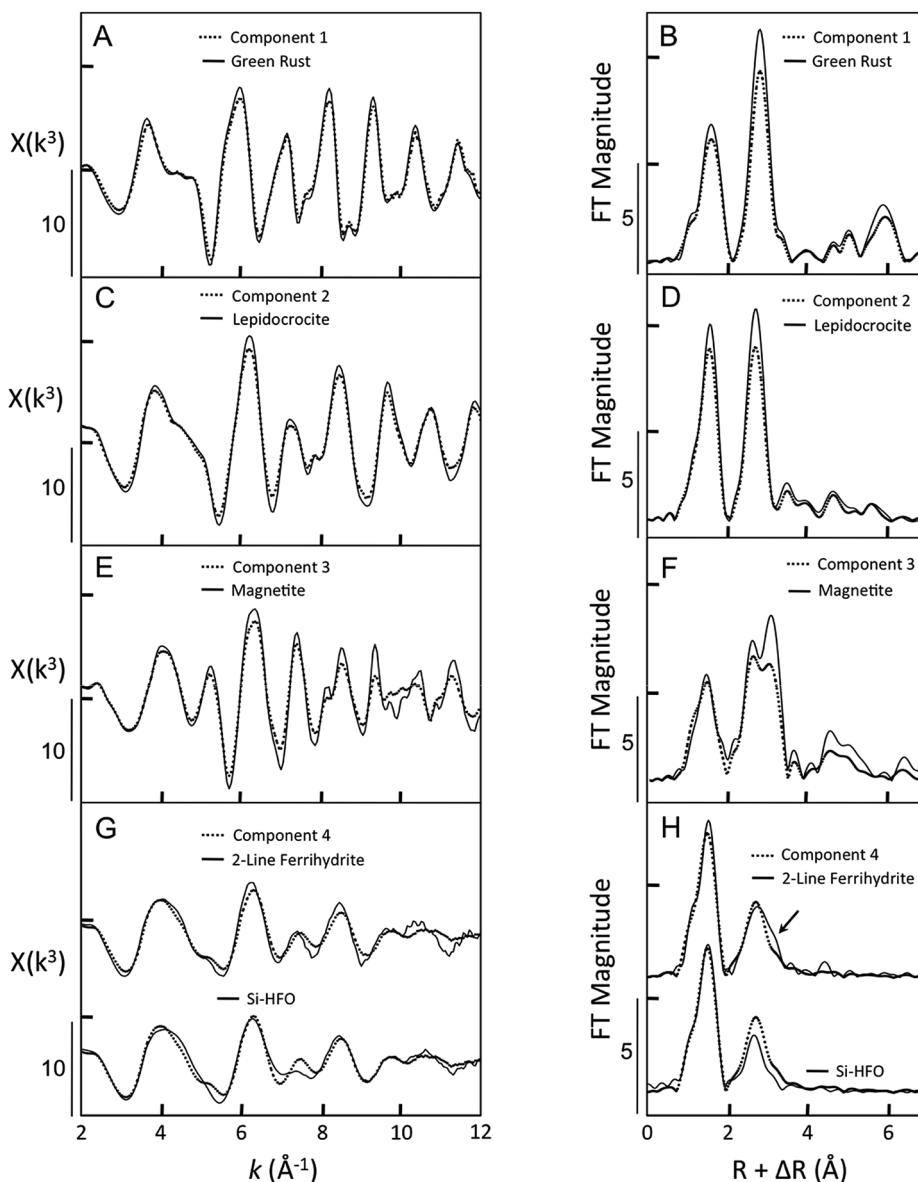 A
Component 1
Green Rust
X(k³)
10
B
Component 1
Green Rust
FT Magnitude
5
C
Component 2
Lepidocrocite
X(k³)
10
D
Component 2
Lepidocrocite
FT Magnitude
5
E
Component 3
Magnetite
X(k³)
10
F
Component 3
Magnetite
FT Magnitude
5
G
Component 4
2-Line Ferrihydrite
X(k³)
Si-HFO
10
2 4 6 8 10 12
k (Å⁻¹)
H
Component 4
2-Line Ferrihydrite
FT Magnitude
5
Si-HFO
0 2 4 6
R + ΔR (Å)